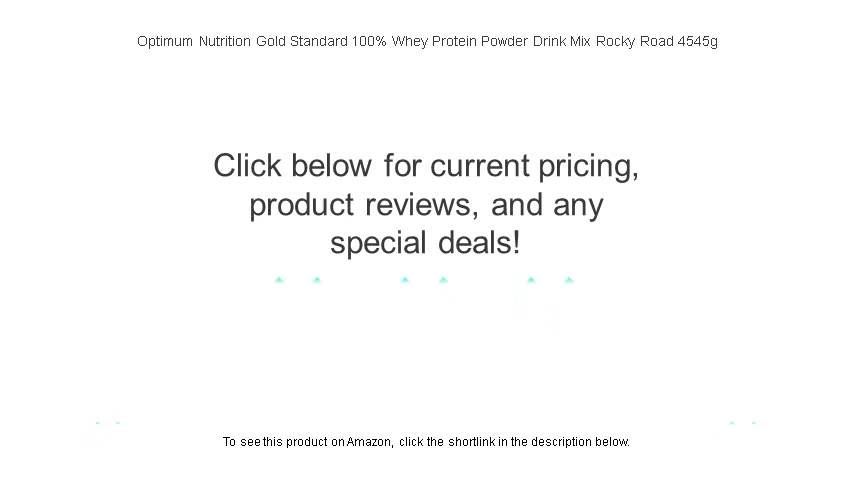 Optimum Nutrition Gold Standard 100% Whey Protein Powder Drink Mix Rocky Road 4545g
Click below for current pricing,
product reviews, and any
special deals!
To see this product on Amazon, click the shortlink in the description below.